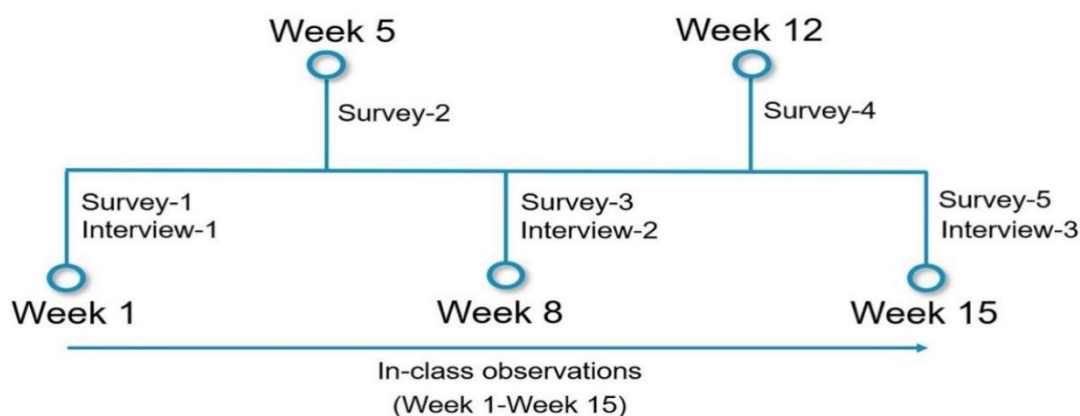 Week 5
Week 12
Survey-2
Survey-4
Survey-1
Interview-1
Survey-3
Interview-2
Survey-5
Interview-3
Week 1
Week 8
Week 15
In-class observations
(Week 1-Week 15)